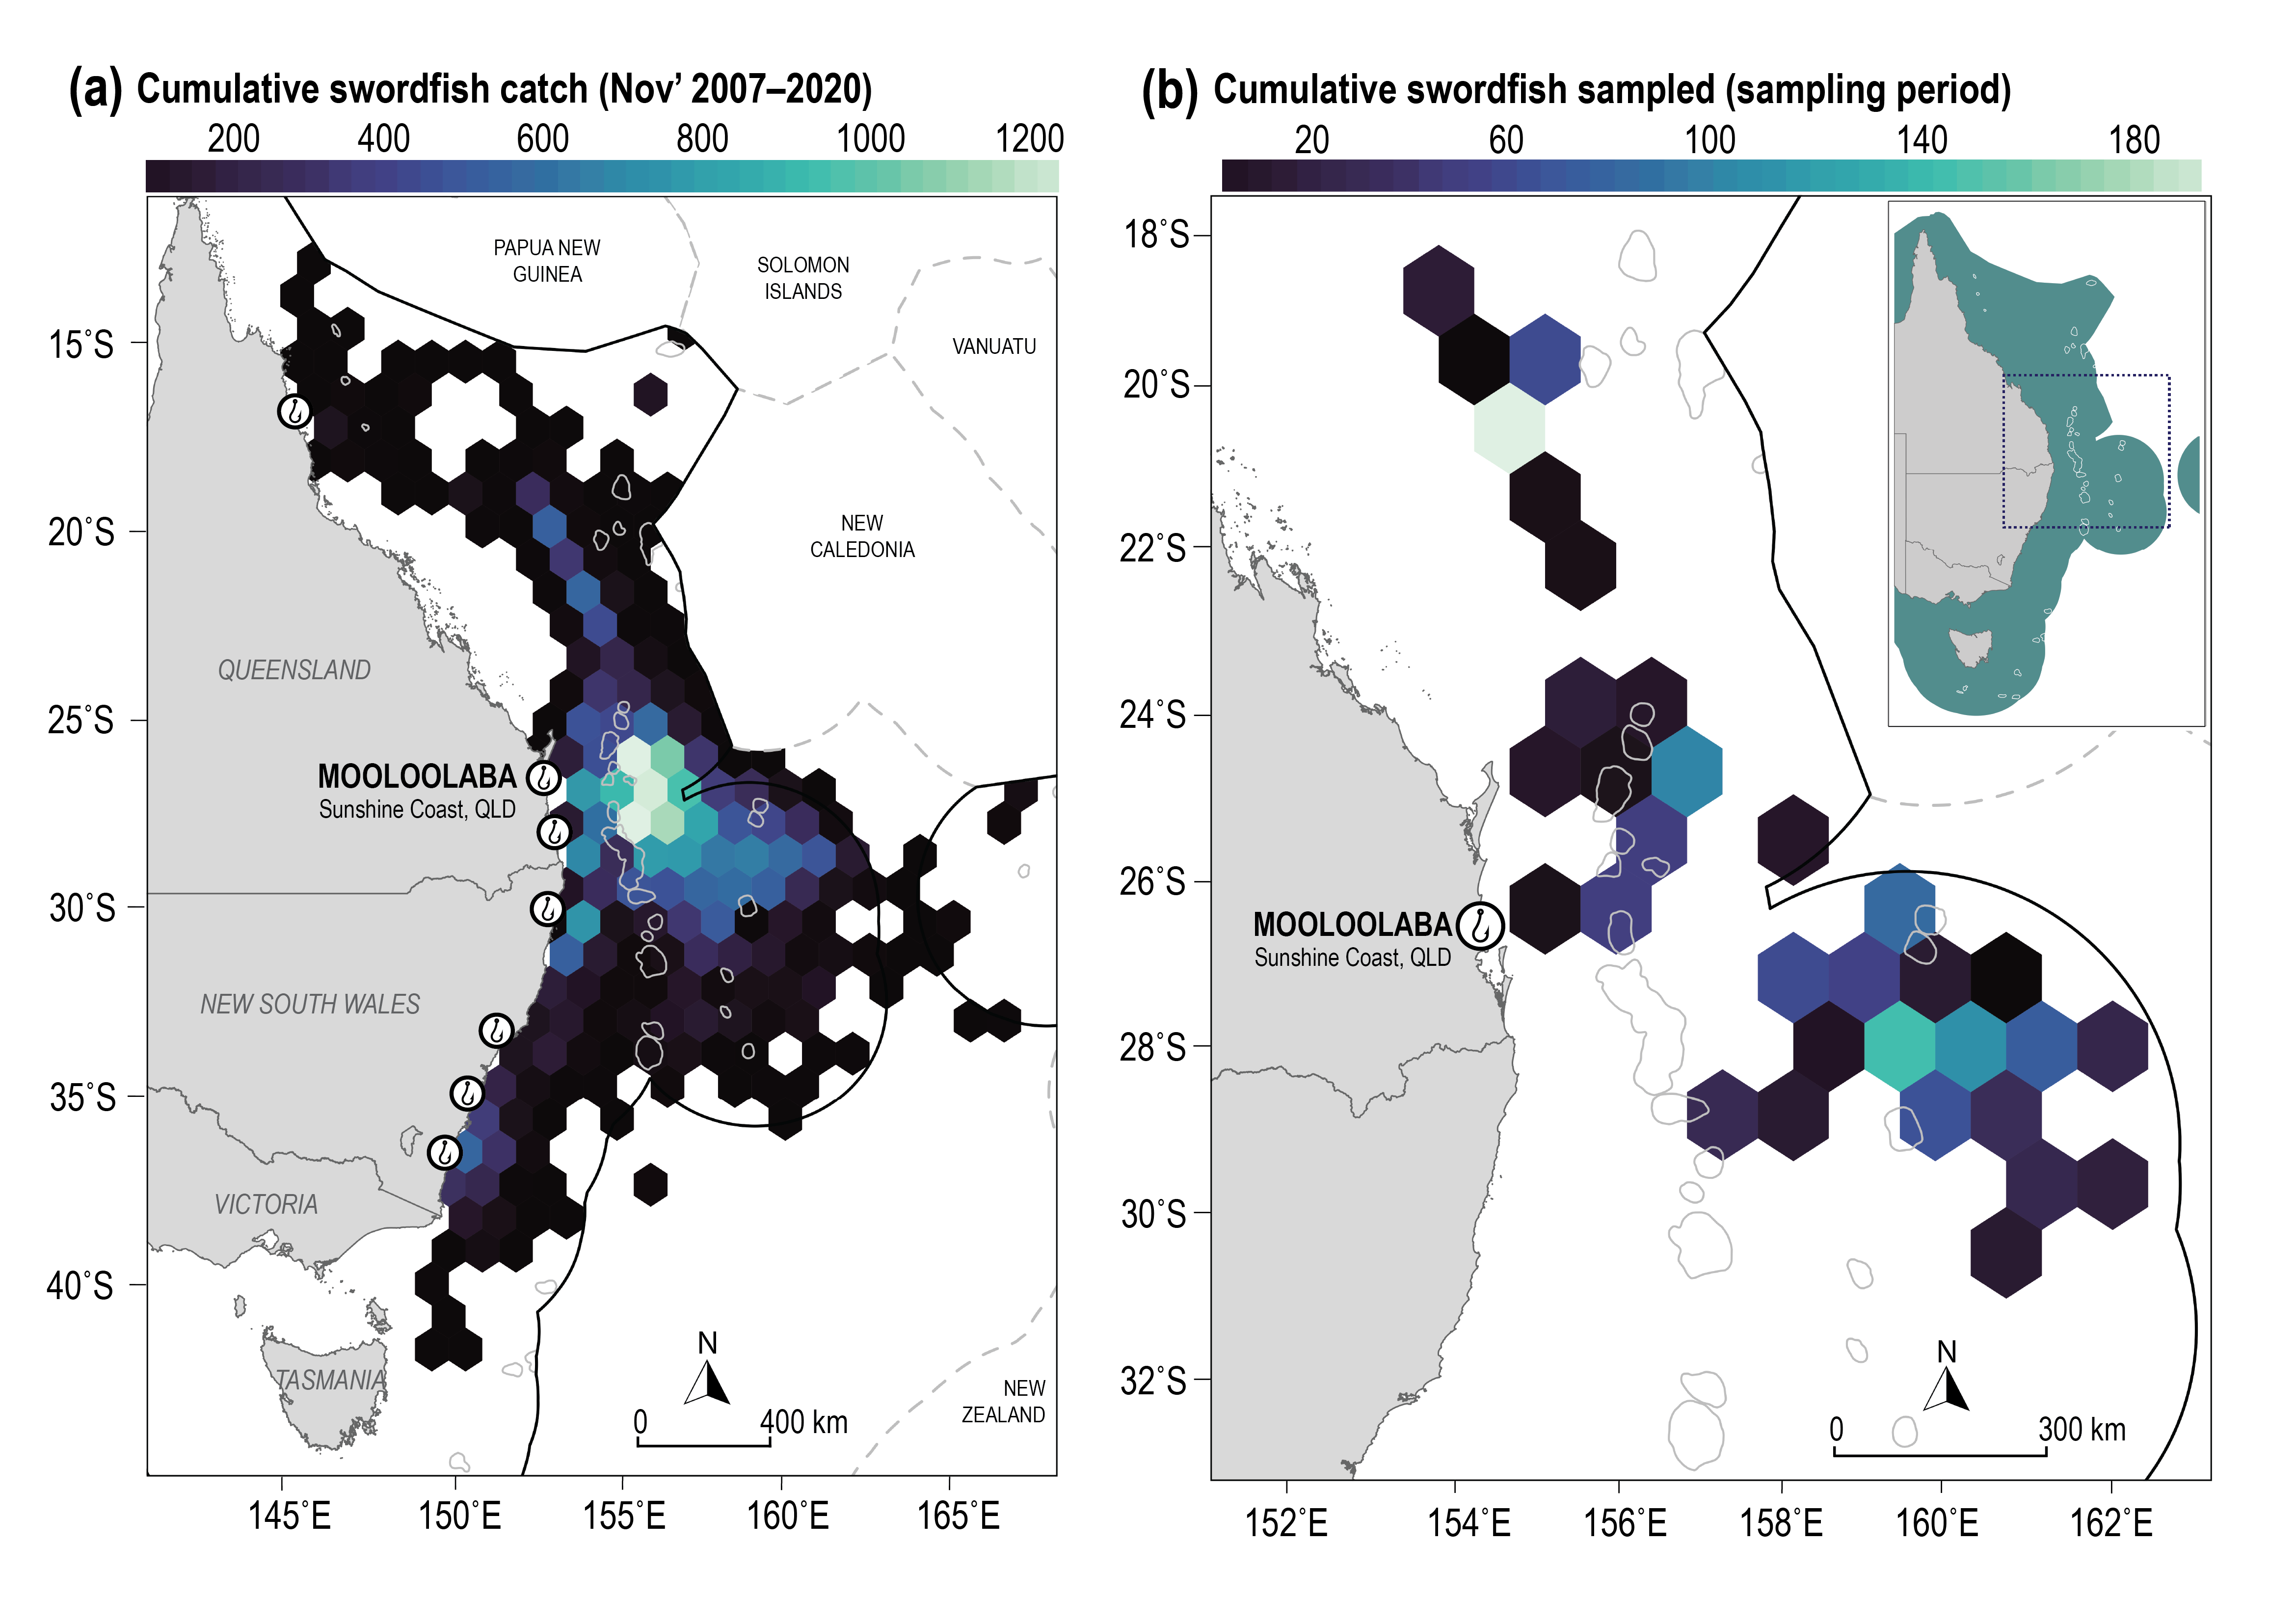 (a) Cumulative swordfish catch (Nov’ 2007–2020)
200 400 600 800 1000 1200
PAPUA NEW
GUINEA
SOLOMON
ISLANDS
VANUATU
NEW
CALEDONIA
QUEENSLAND
MOOLOOLABA
Sunshine Coast, QLD
NEW SOUTH WALES
VICTORIA
TASMANIA
NEW
ZEALAND
N
0 400 km
15˚S
20˚S
25˚S
30˚S
35˚S
40˚S
145˚E 150˚E 155˚E 160˚E 165˚E
(b) Cumulative swordfish sampled (sampling period)
20 60 100 140 180
18˚S
20˚S
22˚S
24˚S
26˚S
28˚S
30˚S
32˚S
MOOLOOLABA
Sunshine Coast, QLD
N
0 300 km
152˚E 154˚E 156˚E 158˚E 160˚E 162˚E